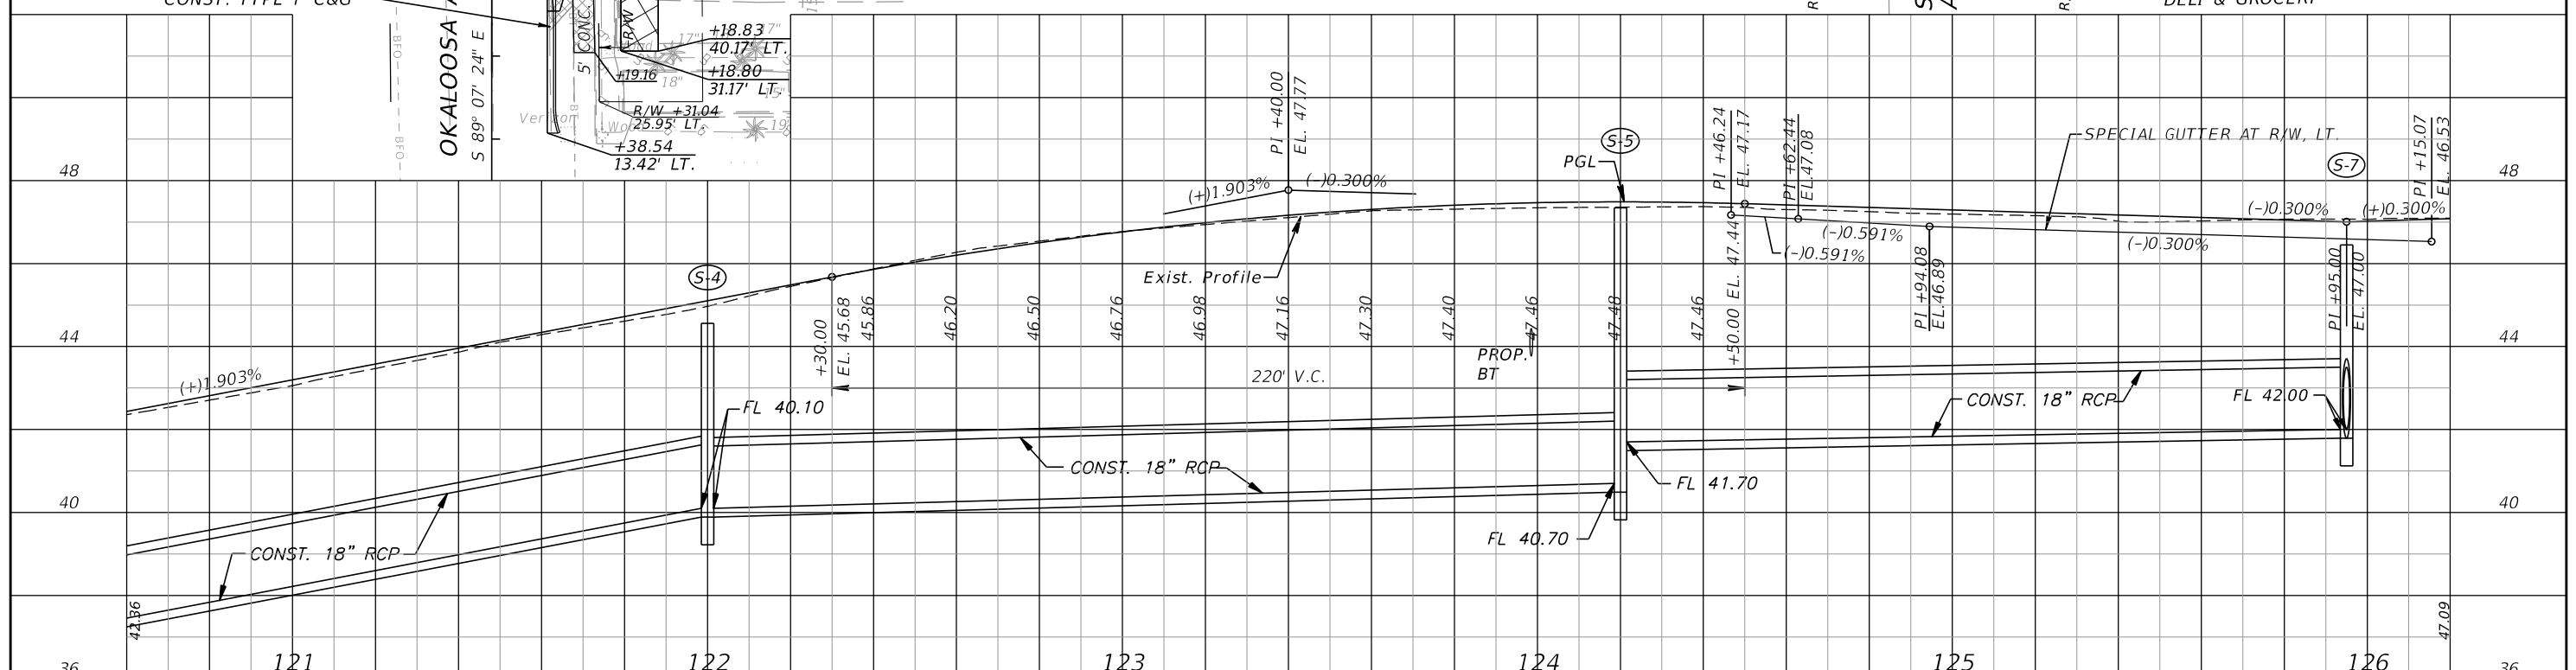 CONST. TYPE F C&G
DELI & GROCERY
OKALOOSA
S 89° 07' 24" E
BFO
BFO
5' CONC.
R/W
17"
17"
18"
15"
19"
Verizon
+18.83
40.17' LT.
+19.16
+18.80
31.17' LT.
R/W +31.04
25.95' LT.
+38.54
13.42' LT.
PI +40.00
EL. 47.77
(+)1.903%
(-)0.300%
S-5
PGL
PI +46.24
EL. 47.17
PI +62.44
EL.47.08
SPECIAL GUTTER AT R/W, LT.
S-7
PI +15.07
EL. 46.53
48
48
(-)0.300%
(+)0.300%
(-)0.591%
(-)0.591%
(-)0.300%
S-4
Exist. Profile
PI +94.08
EL.46.89
PI +95.00
EL. 47.00
+30.00
EL. 45.68
45.86
46.20
46.50
46.76
46.98
47.16
47.30
47.40
47.46
47.48
47.46
+50.00 EL. 47.44
44
44
PROP.
BT
220' V.C.
(+)1.903%
FL 40.10
CONST. 18" RCP
FL 42.00
CONST. 18" RCP
FL 41.70
40
40
FL 40.70
CONST. 18" RCP
42.36
47.09
36
121
122
123
124
125
126
36